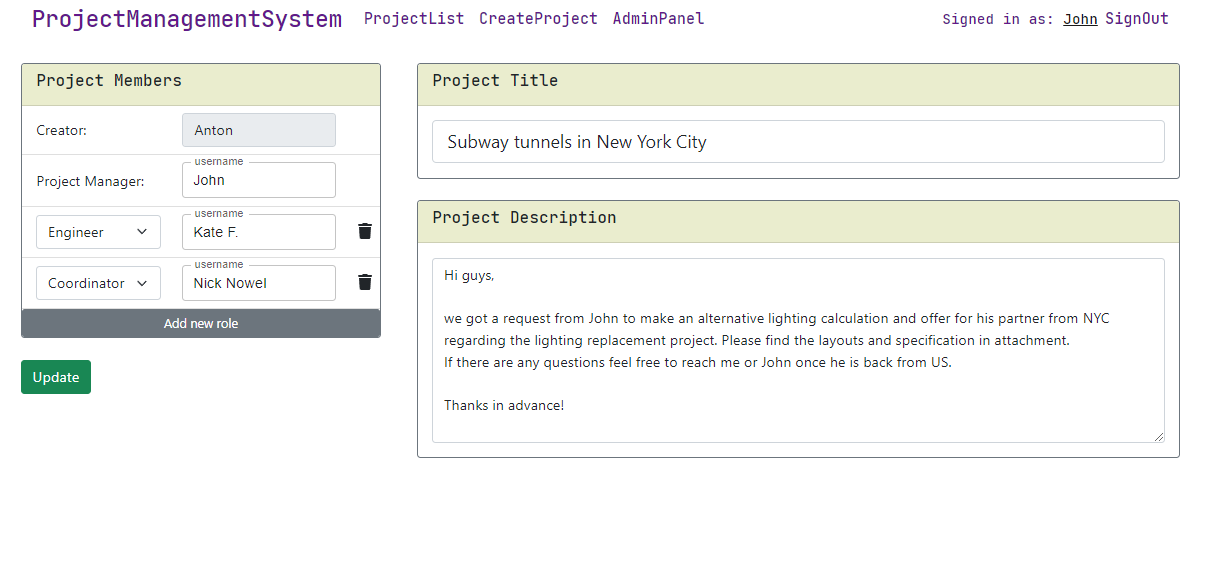 ProjectManagementSystem ProjectList CreateProject AdminPanel Signed in as: John SignOut
Project Members
Creator: Anton
username
Project Manager: John
username
Engineer Kate F.
username
Coordinator Nick Nowel
Add new role
Update
Project Title
Subway tunnels in New York City
Project Description
Hi guys,
we got a request from John to make an alternative lighting calculation and offer for his partner from NYC
regarding the lighting replacement project. Please find the layouts and specification in attachment.
If there are any questions feel free to reach me or John once he is back from US.
Thanks in advance!